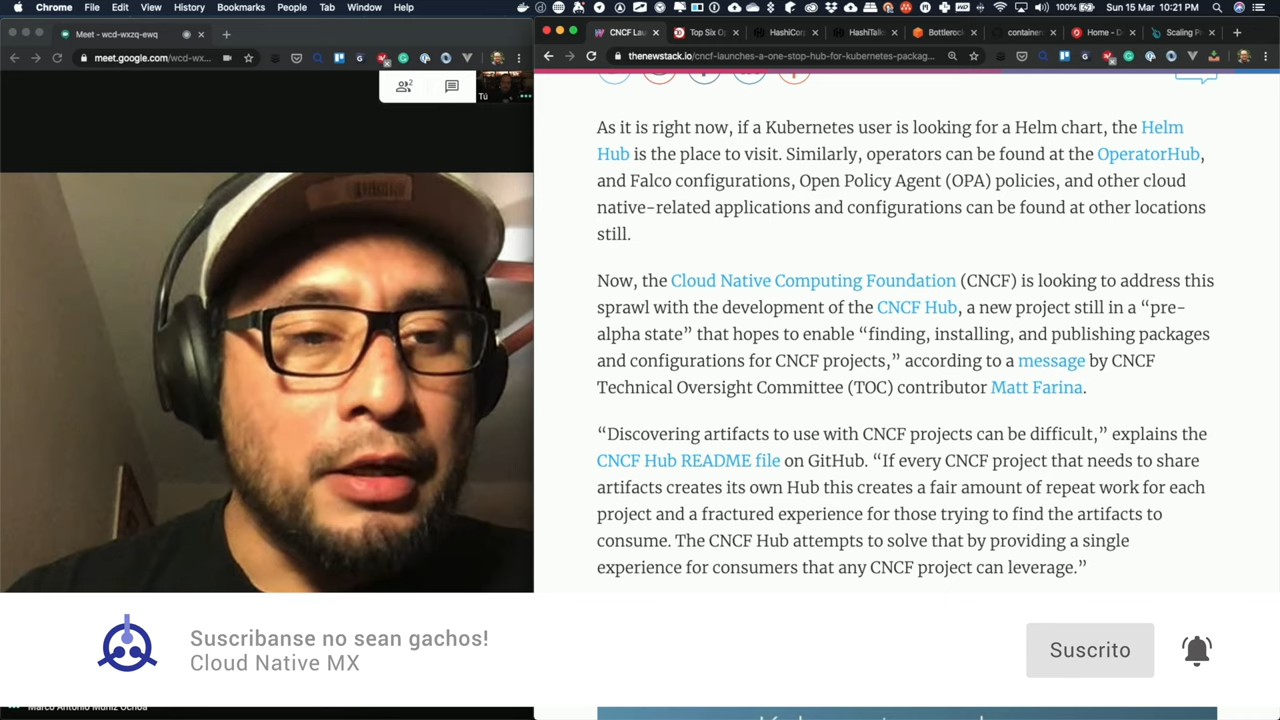 Chrome File Edit View History Bookmarks People Tab Window Help
100% Sun 15 Mar 10:21 PM
Meet - wcd-wxzq-ewq
meet.google.com/wcd-wx...
2
Tú
CNCF Lau
Top Six O
HashiCorp
HashiTalk
Bottlerock
container
Home - D
Scaling P
thenewstack.io/cncf-launches-a-one-stop-hub-for-kubernetes-packag...
As it is right now, if a Kubernetes user is looking for a Helm chart, the Helm
Hub is the place to visit. Similarly, operators can be found at the OperatorHub,
and Falco configurations, Open Policy Agent (OPA) policies, and other cloud
native-related applications and configurations can be found at other locations
still.
Now, the Cloud Native Computing Foundation (CNCF) is looking to address this
sprawl with the development of the CNCF Hub, a new project still in a “pre-
alpha state” that hopes to enable “finding, installing, and publishing packages
and configurations for CNCF projects,” according to a message by CNCF
Technical Oversight Committee (TOC) contributor Matt Farina.
“Discovering artifacts to use with CNCF projects can be difficult,” explains the
CNCF Hub README file on GitHub. “If every CNCF project that needs to share
artifacts creates its own Hub this creates a fair amount of repeat work for each
project and a fractured experience for those trying to find the artifacts to
consume. The CNCF Hub attempts to solve that by providing a single
experience for consumers that any CNCF project can leverage.”
Suscribanse no sean gachos!
Cloud Native MX
Suscrito
Marco Antonio Muniz Ochoa